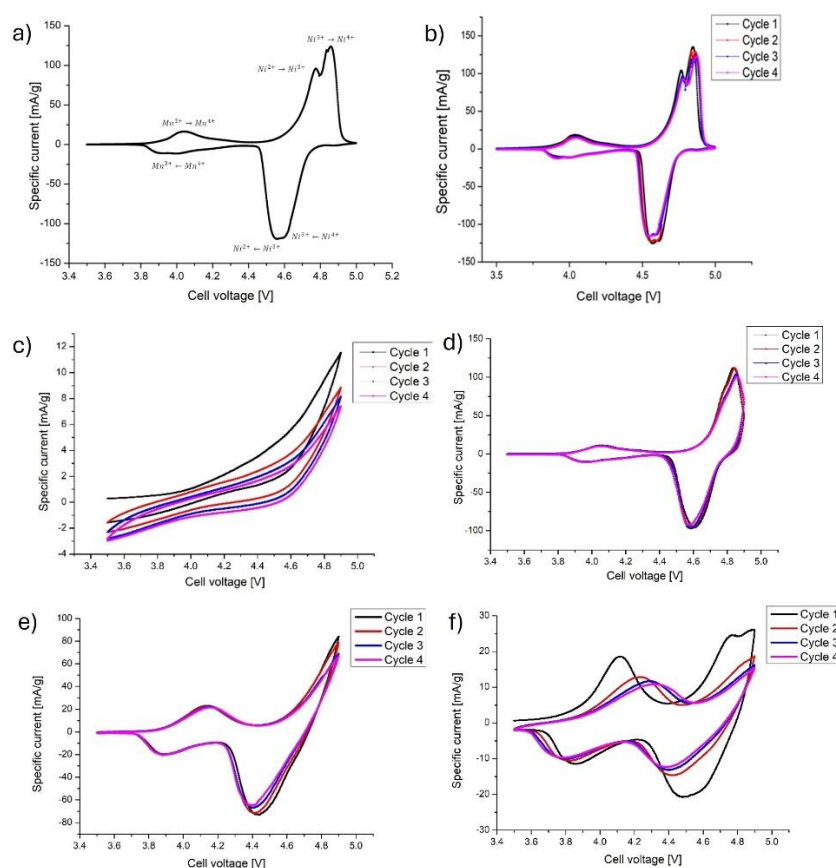 a)
Specific current [mA/g]
150
100
50
0
-50
-100
-150
Ni³⁺ → Ni⁴⁺
Ni²⁺ → Ni³⁺
Mn³⁺ → Mn⁴⁺
Mn³⁺ ← Mn⁴⁺
Ni³⁺ ← Ni⁴⁺
Ni²⁺ ← Ni³⁺
3.4 3.6 3.8 4.0 4.2 4.4 4.6 4.8 5.0 5.2
Cell voltage [V]
b)
Specific current [mA/g]
150
100
50
0
-50
-100
-150
Cycle 1
Cycle 2
Cycle 3
Cycle 4
3.5 4.0 4.5 5.0
Cell voltage [V]
c)
Specific current [mA/g]
12
10
8
6
4
2
0
-2
-4
Cycle 1
Cycle 2
Cycle 3
Cycle 4
3.4 3.6 3.8 4.0 4.2 4.4 4.6 4.8 5.0
Cell voltage [V]
d)
Specific current [mA/g]
100
50
0
-50
-100
Cycle 1
Cycle 2
Cycle 3
Cycle 4
3.4 3.6 3.8 4.0 4.2 4.4 4.6 4.8 5.0
Cell voltage [V]
e)
Specific current [mA/g]
100
80
60
40
20
0
-20
-40
-60
-80
Cycle 1
Cycle 2
Cycle 3
Cycle 4
3.4 3.6 3.8 4.0 4.2 4.4 4.6 4.8 5.0
Cell voltage [V]
f)
Specific current [mA/g]
30
20
10
0
-10
-20
-30
Cycle 1
Cycle 2
Cycle 3
Cycle 4
3.4 3.6 3.8 4.0 4.2 4.4 4.6 4.8 5.0
Cell voltage [V]